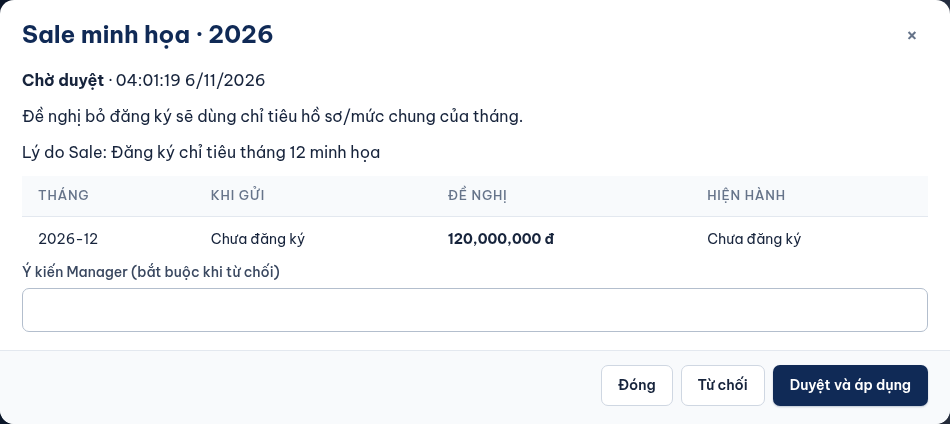 Sale minh họa · 2026
×
Chờ duyệt · 04:01:19 6/11/2026
Đề nghị bỏ đăng ký sẽ dùng chỉ tiêu hồ sơ/mức chung của tháng.
Lý do Sale: Đăng ký chỉ tiêu tháng 12 minh họa
THÁNG KHI GỬI ĐỀ NGHỊ HIỆN HÀNH
2026-12 Chưa đăng ký 120,000,000 đ Chưa đăng ký
Ý kiến Manager (bắt buộc khi từ chối)
Đóng Từ chối Duyệt và áp dụng